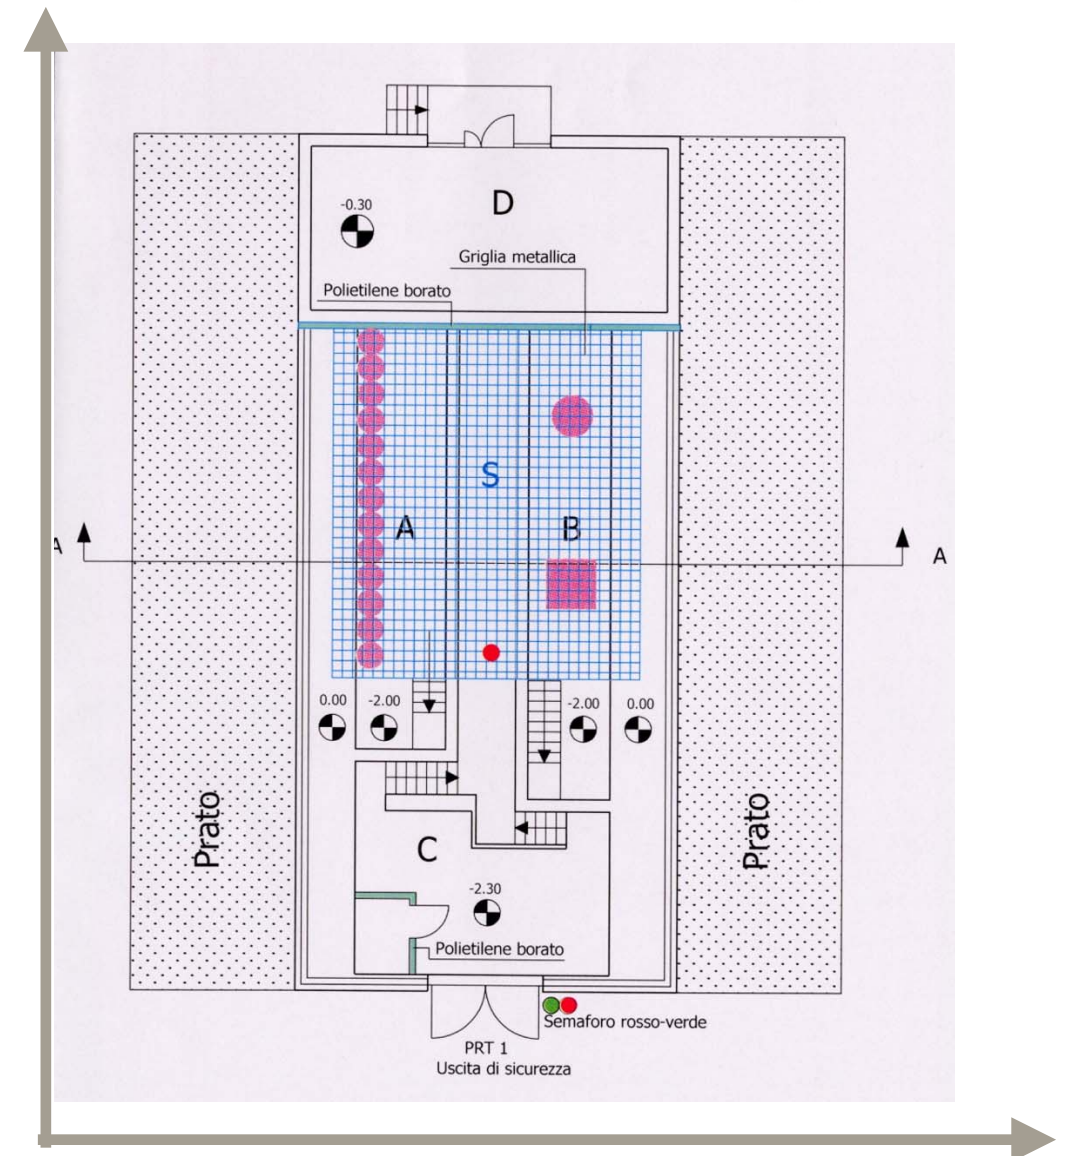 D
-0.30
Griglia metallica
Polietilene borato
S
A
B
A
A
0.00
-2.00
-2.00
0.00
Prato
Prato
C
-2.30
Polietilene borato
Semaforo rosso-verde
PRT 1
Uscita di sicurezza